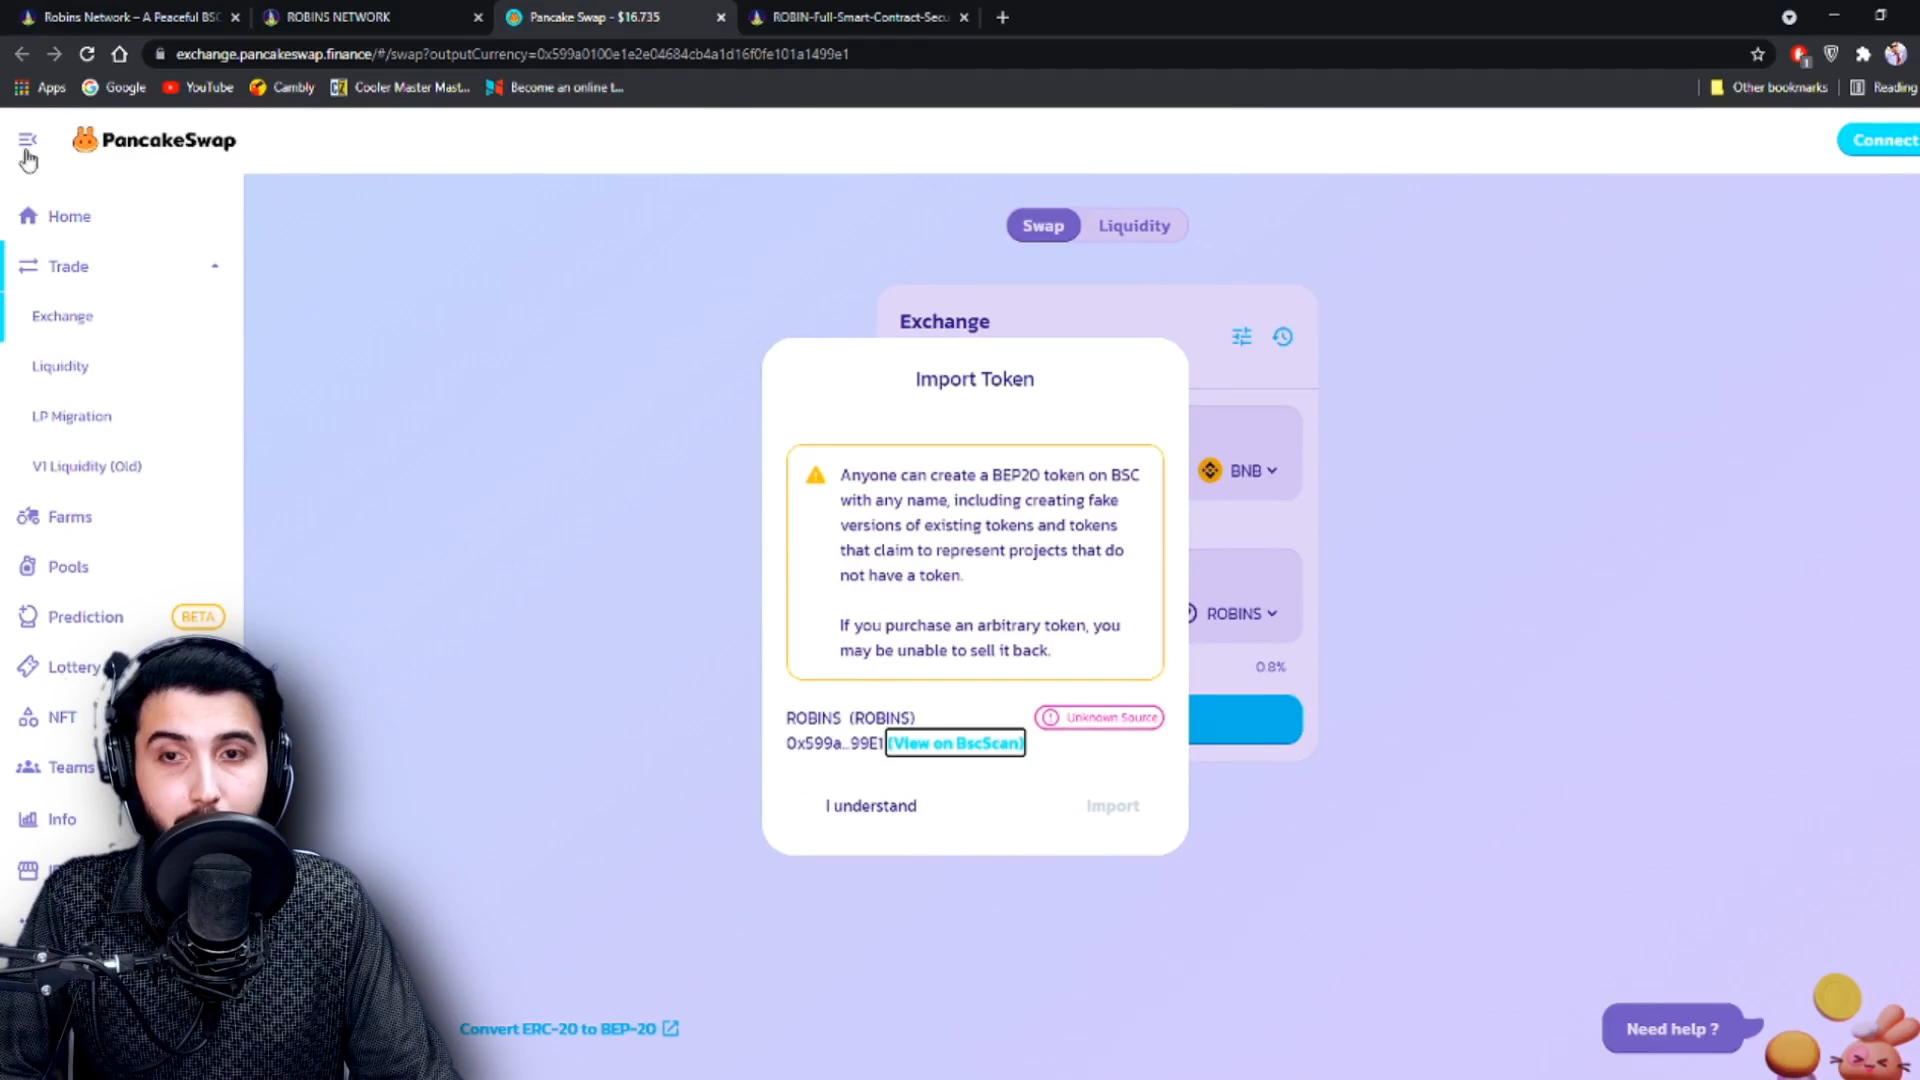 Robins Network – A Peaceful BSC
ROBINS NETWORK
Pancake Swap - $16.735
ROBIN-Full-Smart-Contract-Secu
exchange.pancakeswap.finance/#/swap?outputCurrency=0x599a0100e1e2e04684cb4a1d16f0fe101a1499e1
Apps
Google
YouTube
Cambly
Cooler Master Mast...
Become an online t...
Other bookmarks
Reading
PancakeSwap
Connect
Home
Trade
Exchange
Liquidity
LP Migration
V1 Liquidity (Old)
Farms
Pools
Prediction
BETA
Lottery
NFT
Teams
Info
Swap
Liquidity
Exchange
BNB
ROBINS
0.8%
Import Token
Anyone can create a BEP20 token on BSC
with any name, including creating fake
versions of existing tokens and tokens
that claim to represent projects that do
not have a token.
If you purchase an arbitrary token, you
may be unable to sell it back.
ROBINS (ROBINS)
Unknown Source
0x599a...99E1 (View on BscScan)
I understand
Import
Convert ERC-20 to BEP-20
Need help ?